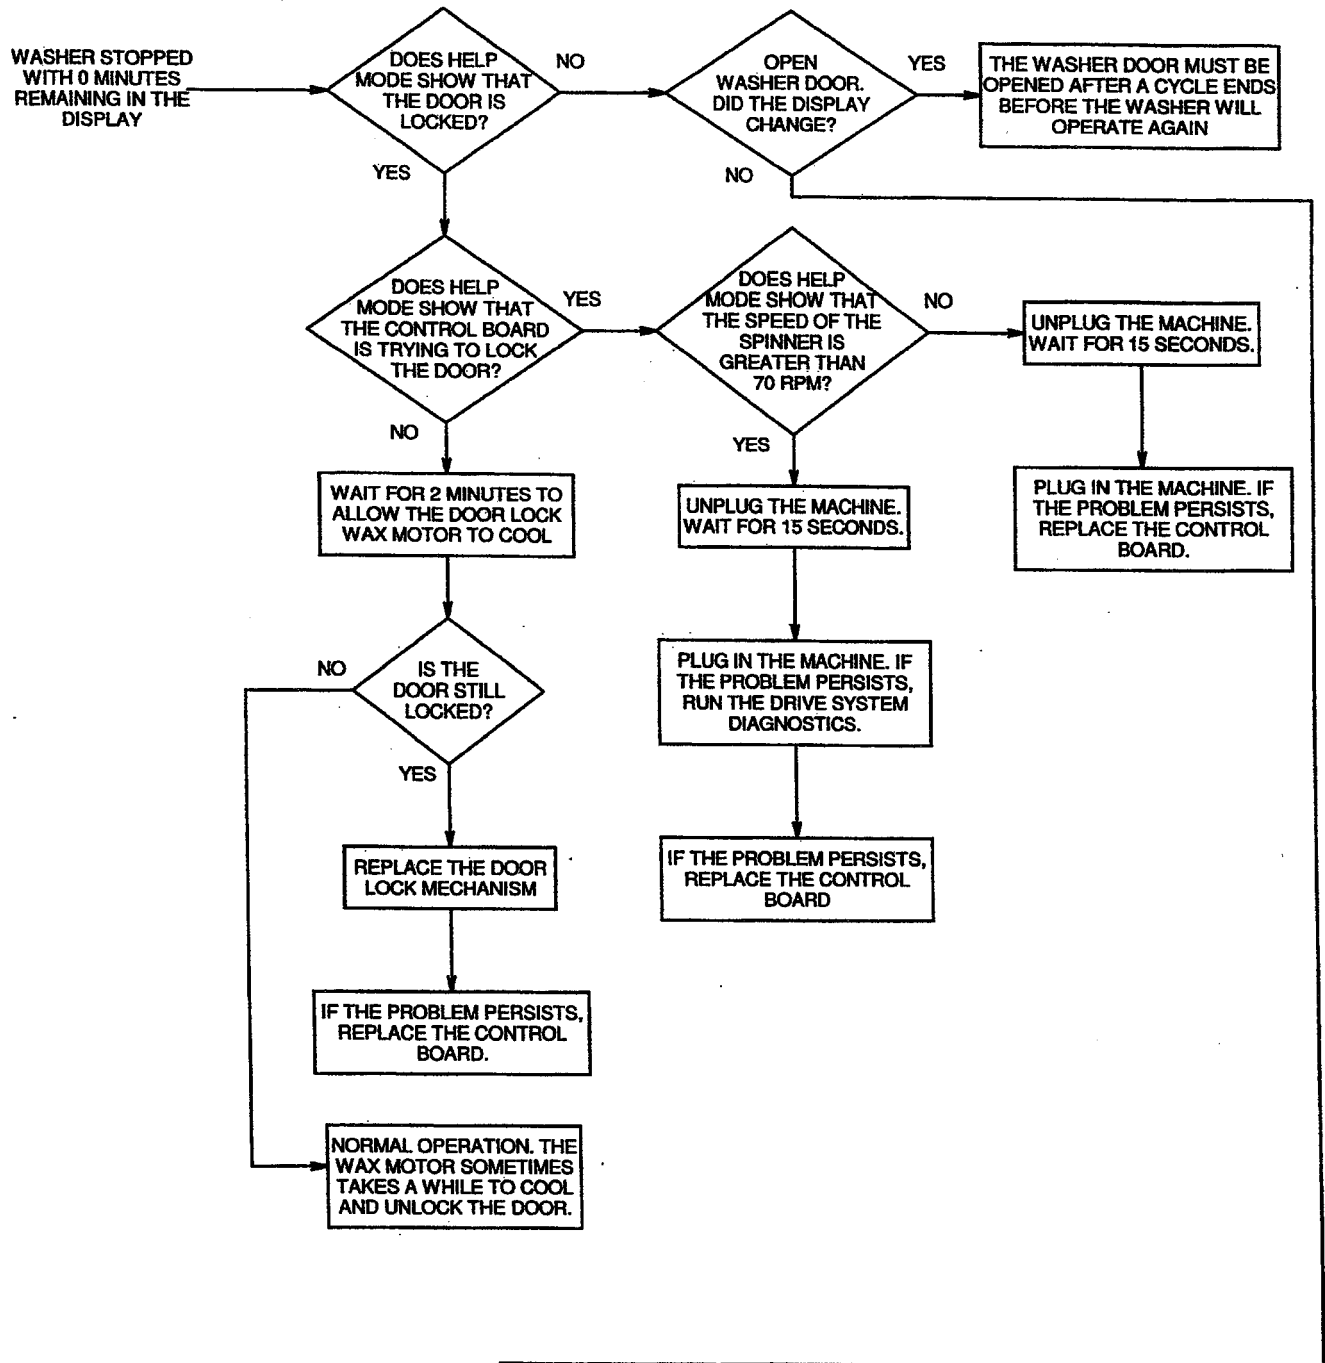 WASHER STOPPED
WITH 0 MINUTES
REMAINING IN THE
DISPLAY
DOES HELP
MODE SHOW THAT
THE DOOR IS
LOCKED?
NO
OPEN
WASHER DOOR.
DID THE DISPLAY
CHANGE?
YES
THE WASHER DOOR MUST BE
OPENED AFTER A CYCLE ENDS
BEFORE THE WASHER WILL
OPERATE AGAIN
YES
NO
DOES HELP
MODE SHOW THAT
THE CONTROL BOARD
IS TRYING TO LOCK
THE DOOR?
YES
DOES HELP
MODE SHOW THAT
THE SPEED OF THE
SPINNER IS
GREATER THAN
70 RPM?
NO
UNPLUG THE MACHINE.
WAIT FOR 15 SECONDS.
NO
YES
WAIT FOR 2 MINUTES TO
ALLOW THE DOOR LOCK
WAX MOTOR TO COOL
UNPLUG THE MACHINE.
WAIT FOR 15 SECONDS.
PLUG IN THE MACHINE. IF
THE PROBLEM PERSISTS,
REPLACE THE CONTROL
BOARD.
NO
IS THE
DOOR STILL
LOCKED?
PLUG IN THE MACHINE. IF
THE PROBLEM PERSISTS,
RUN THE DRIVE SYSTEM
DIAGNOSTICS.
YES
REPLACE THE DOOR
LOCK MECHANISM
IF THE PROBLEM PERSISTS,
REPLACE THE CONTROL
BOARD
IF THE PROBLEM PERSISTS,
REPLACE THE CONTROL
BOARD.
NORMAL OPERATION. THE
WAX MOTOR SOMETIMES
TAKES A WHILE TO COOL
AND UNLOCK THE DOOR.